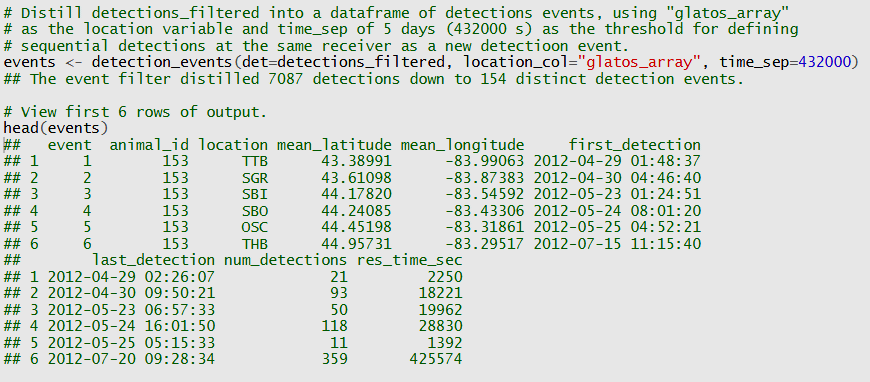 # Distill detections_filtered into a dataframe of detections events, using "glatos_array"
# as the location variable and time_sep of 5 days (432000 s) as the threshold for defining
# sequential detections at the same receiver as a new detectioon event.
events <- detection_events(det=detections_filtered, location_col="glatos_array", time_sep=432000)
## The event filter distilled 7087 detections down to 154 distinct detection events.
# View first 6 rows of output.
head(events)
##   event  animal_id location mean_latitude mean_longitude     first_detection
## 1     1        153      TTB      43.38991      -83.99063 2012-04-29 01:48:37
## 2     2        153      SGR      43.61098      -83.87383 2012-04-30 04:46:40
## 3     3        153      SBI      44.17820      -83.54592 2012-05-23 01:24:51
## 4     4        153      SBO      44.24085      -83.43306 2012-05-24 08:01:20
## 5     5        153      OSC      44.45198      -83.31861 2012-05-25 04:52:21
## 6     6        153      THB      44.95731      -83.29517 2012-07-15 11:15:40
##        last_detection num_detections res_time_sec
## 1 2012-04-29 02:26:07             21         2250
## 2 2012-04-30 09:50:21             93        18221
## 3 2012-05-23 06:57:33             50        19962
## 4 2012-05-24 16:01:50            118        28830
## 5 2012-05-25 05:15:33             11         1392
## 6 2012-07-20 09:28:34            359       425574